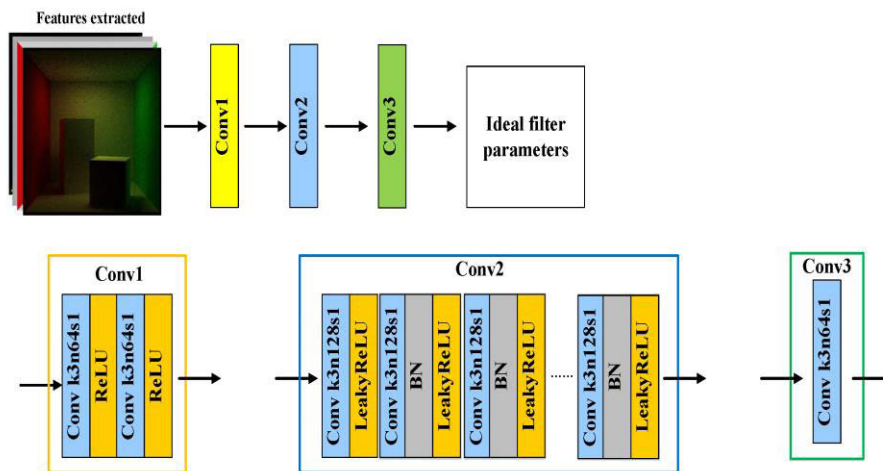 Features extracted
Conv1
Conv2
Conv3
Ideal filter
parameters
Conv1
Conv k3n64s1
ReLU
Conv k3n64s1
ReLU
Conv2
Conv k3n128s1
LeakyReLU
Conv k3n128s1
BN
LeakyReLU
Conv k3n128s1
BN
LeakyReLU
......
Conv k3n128s1
BN
LeakyReLU
Conv3
Conv k3n64s1